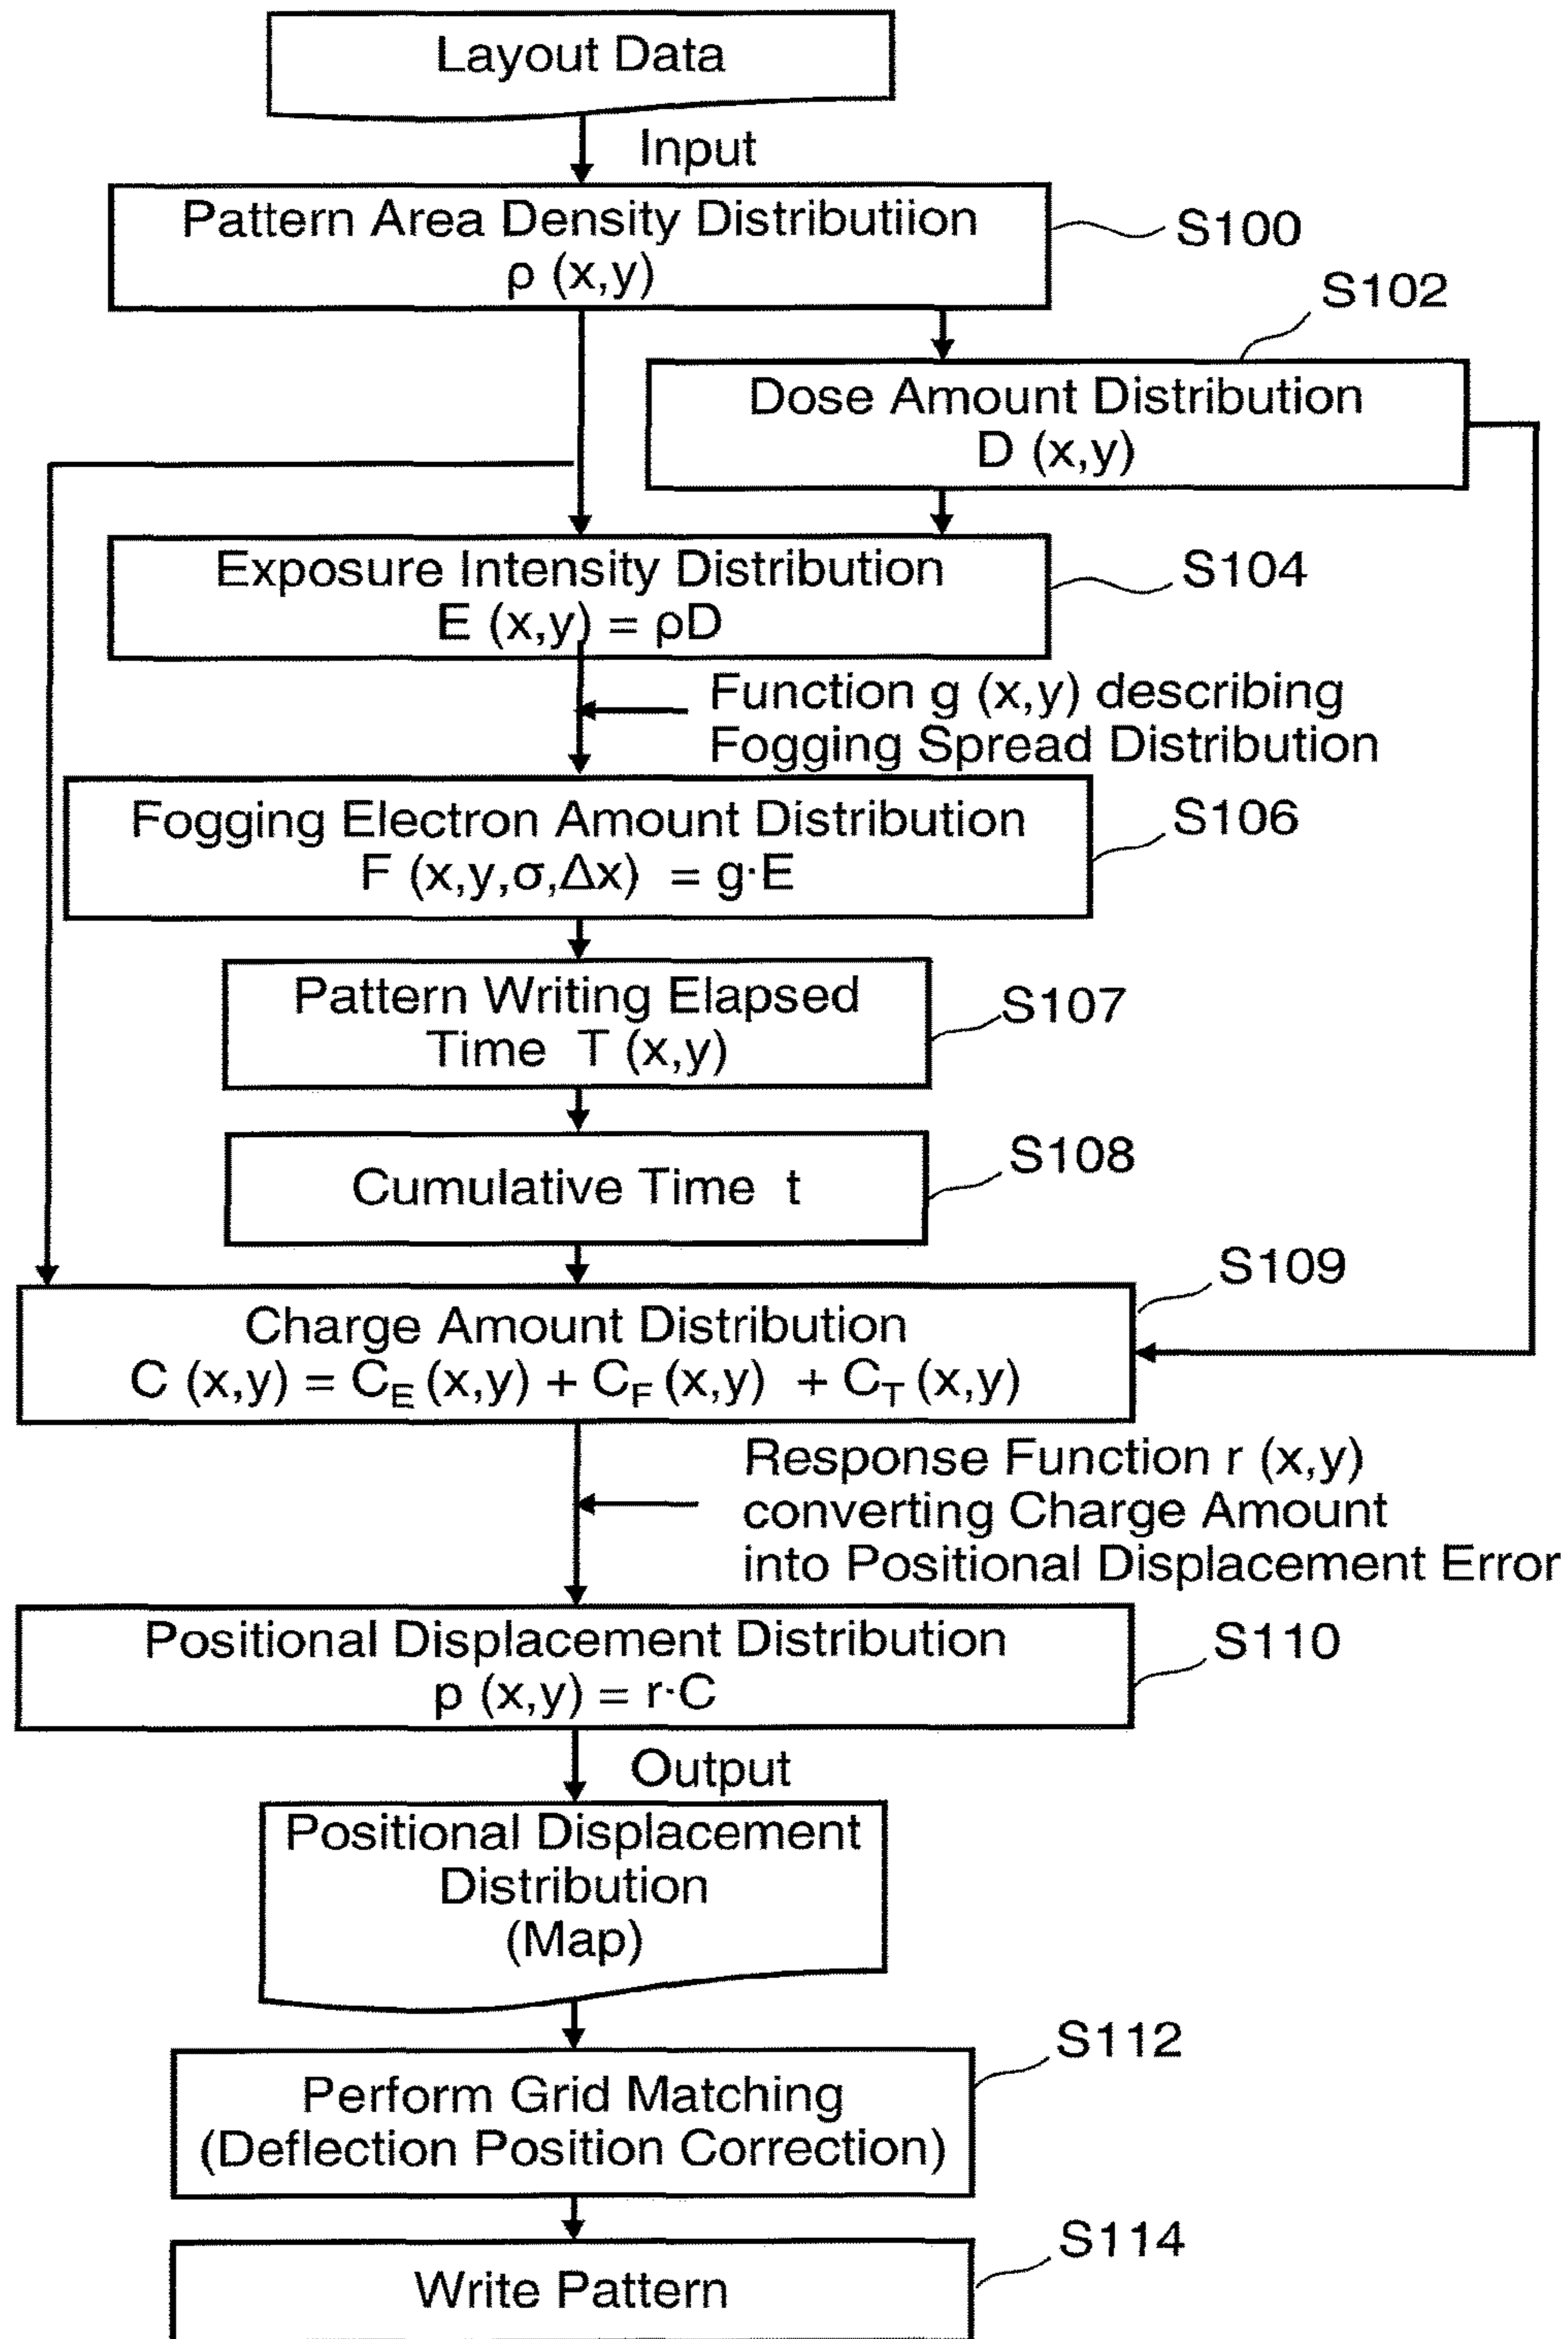 Layout Data
Input
Pattern Area Density Distributiion
ρ (x,y)
S100
S102
Dose Amount Distribution
D (x,y)
Exposure Intensity Distribution
E (x,y) = ρD
S104
Function g (x,y) describing
Fogging Spread Distribution
Fogging Electron Amount Distribution
F (x,y,σ,Δx) = g·E
S106
Pattern Writing Elapsed
Time T (x,y)
S107
Cumulative Time t
S108
S109
Charge Amount Distribution
C (x,y) = C_E (x,y) + C_F (x,y) + C_T (x,y)
Response Function r (x,y)
converting Charge Amount
into Positional Displacement Error
Positional Displacement Distribution
p (x,y) = r·C
S110
Output
Positional Displacement
Distribution
(Map)
S112
Perform Grid Matching
(Deflection Position Correction)
S114
Write Pattern